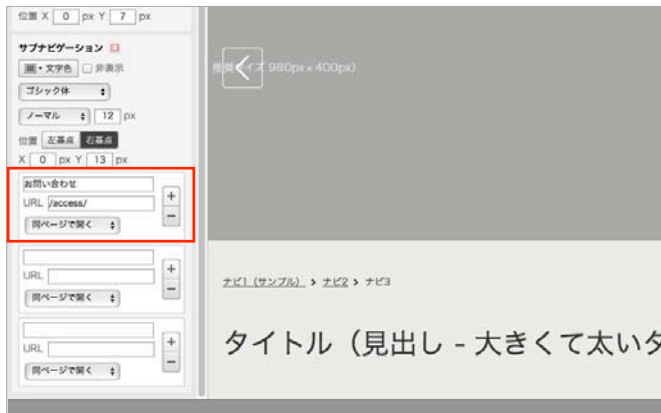 位置 X 0 px Y 7 px
サブナビゲーション
・文字色 非表示
ゴシック体
ノーマル 12 px
位置 左基点 右基点
X 0 px Y 13 px
お問い合わせ
URL /access/
同ページで開く
URL
同ページで開く
URL
同ページで開く
推奨サイズ 980px×400px)
ナビ1 (サンプル) > ナビ2 > ナビ3
タイトル（見出し - 大きくて太いタ